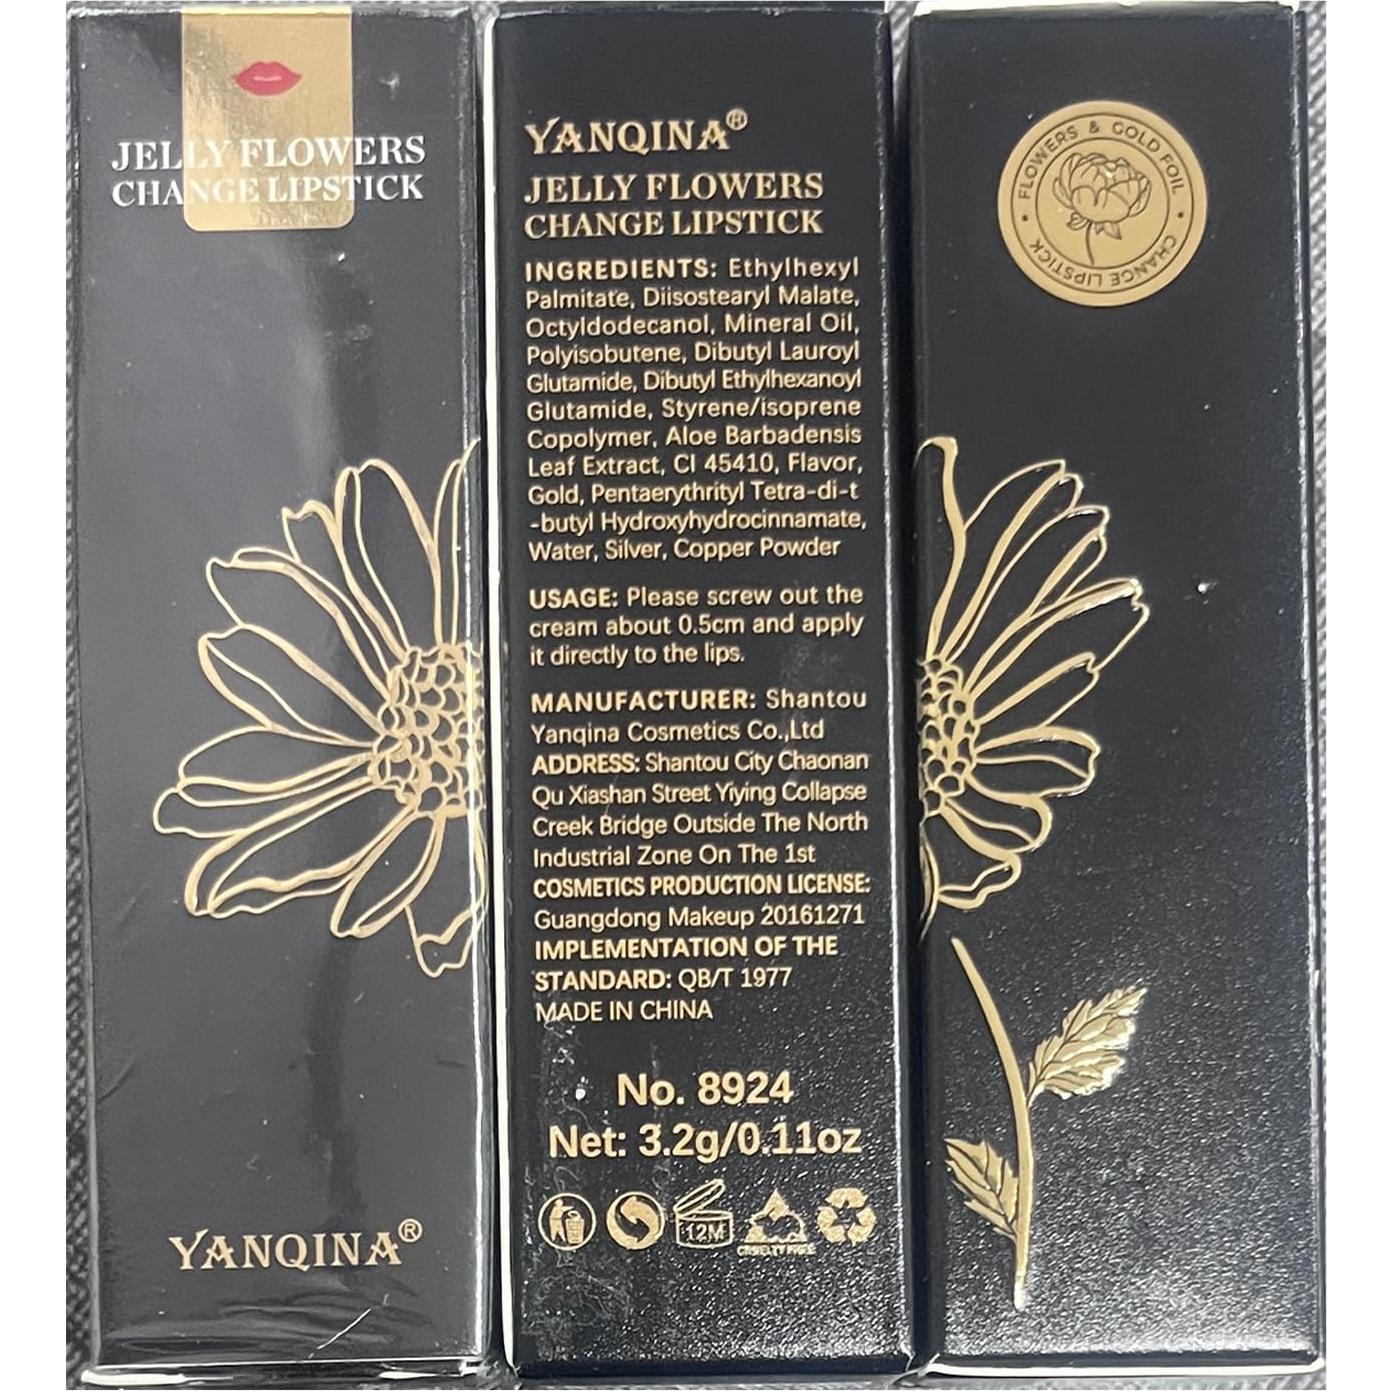 JELLY FLOWERS
CHANGE LIPSTICK
YANQINA®
YANQINA®
JELLY FLOWERS
CHANGE LIPSTICK
INGREDIENTS: Ethylhexyl
Palmitate, Diisostearyl Malate,
Octyldodecanol, Mineral Oil,
Polyisobutene, Dibutyl Lauroyl
Glutamide, Dibutyl Ethylhexanoyl
Glutamide, Styrene/isoprene
Copolymer, Aloe Barbadensis
Leaf Extract, CI 45410, Flavor,
Gold, Pentaerythrityl Tetra-di-t
-butyl Hydroxyhydrocinnamate,
Water, Silver, Copper Powder
USAGE: Please screw out the
cream about 0.5cm and apply
it directly to the lips.
MANUFACTURER: Shantou
Yanqina Cosmetics Co.,Ltd
ADDRESS: Shantou City Chaonan
Qu Xiashan Street Yiying Collapse
Creek Bridge Outside The North
Industrial Zone On The 1st
COSMETICS PRODUCTION LICENSE:
Guangdong Makeup 20161271
IMPLEMENTATION OF THE
STANDARD: QB/T 1977
MADE IN CHINA
No. 8924
Net: 3.2g/0.11oz
12M
CRUELTY FREE
FLOWERS & GOLD FOIL
CHANGE LIPSTICK